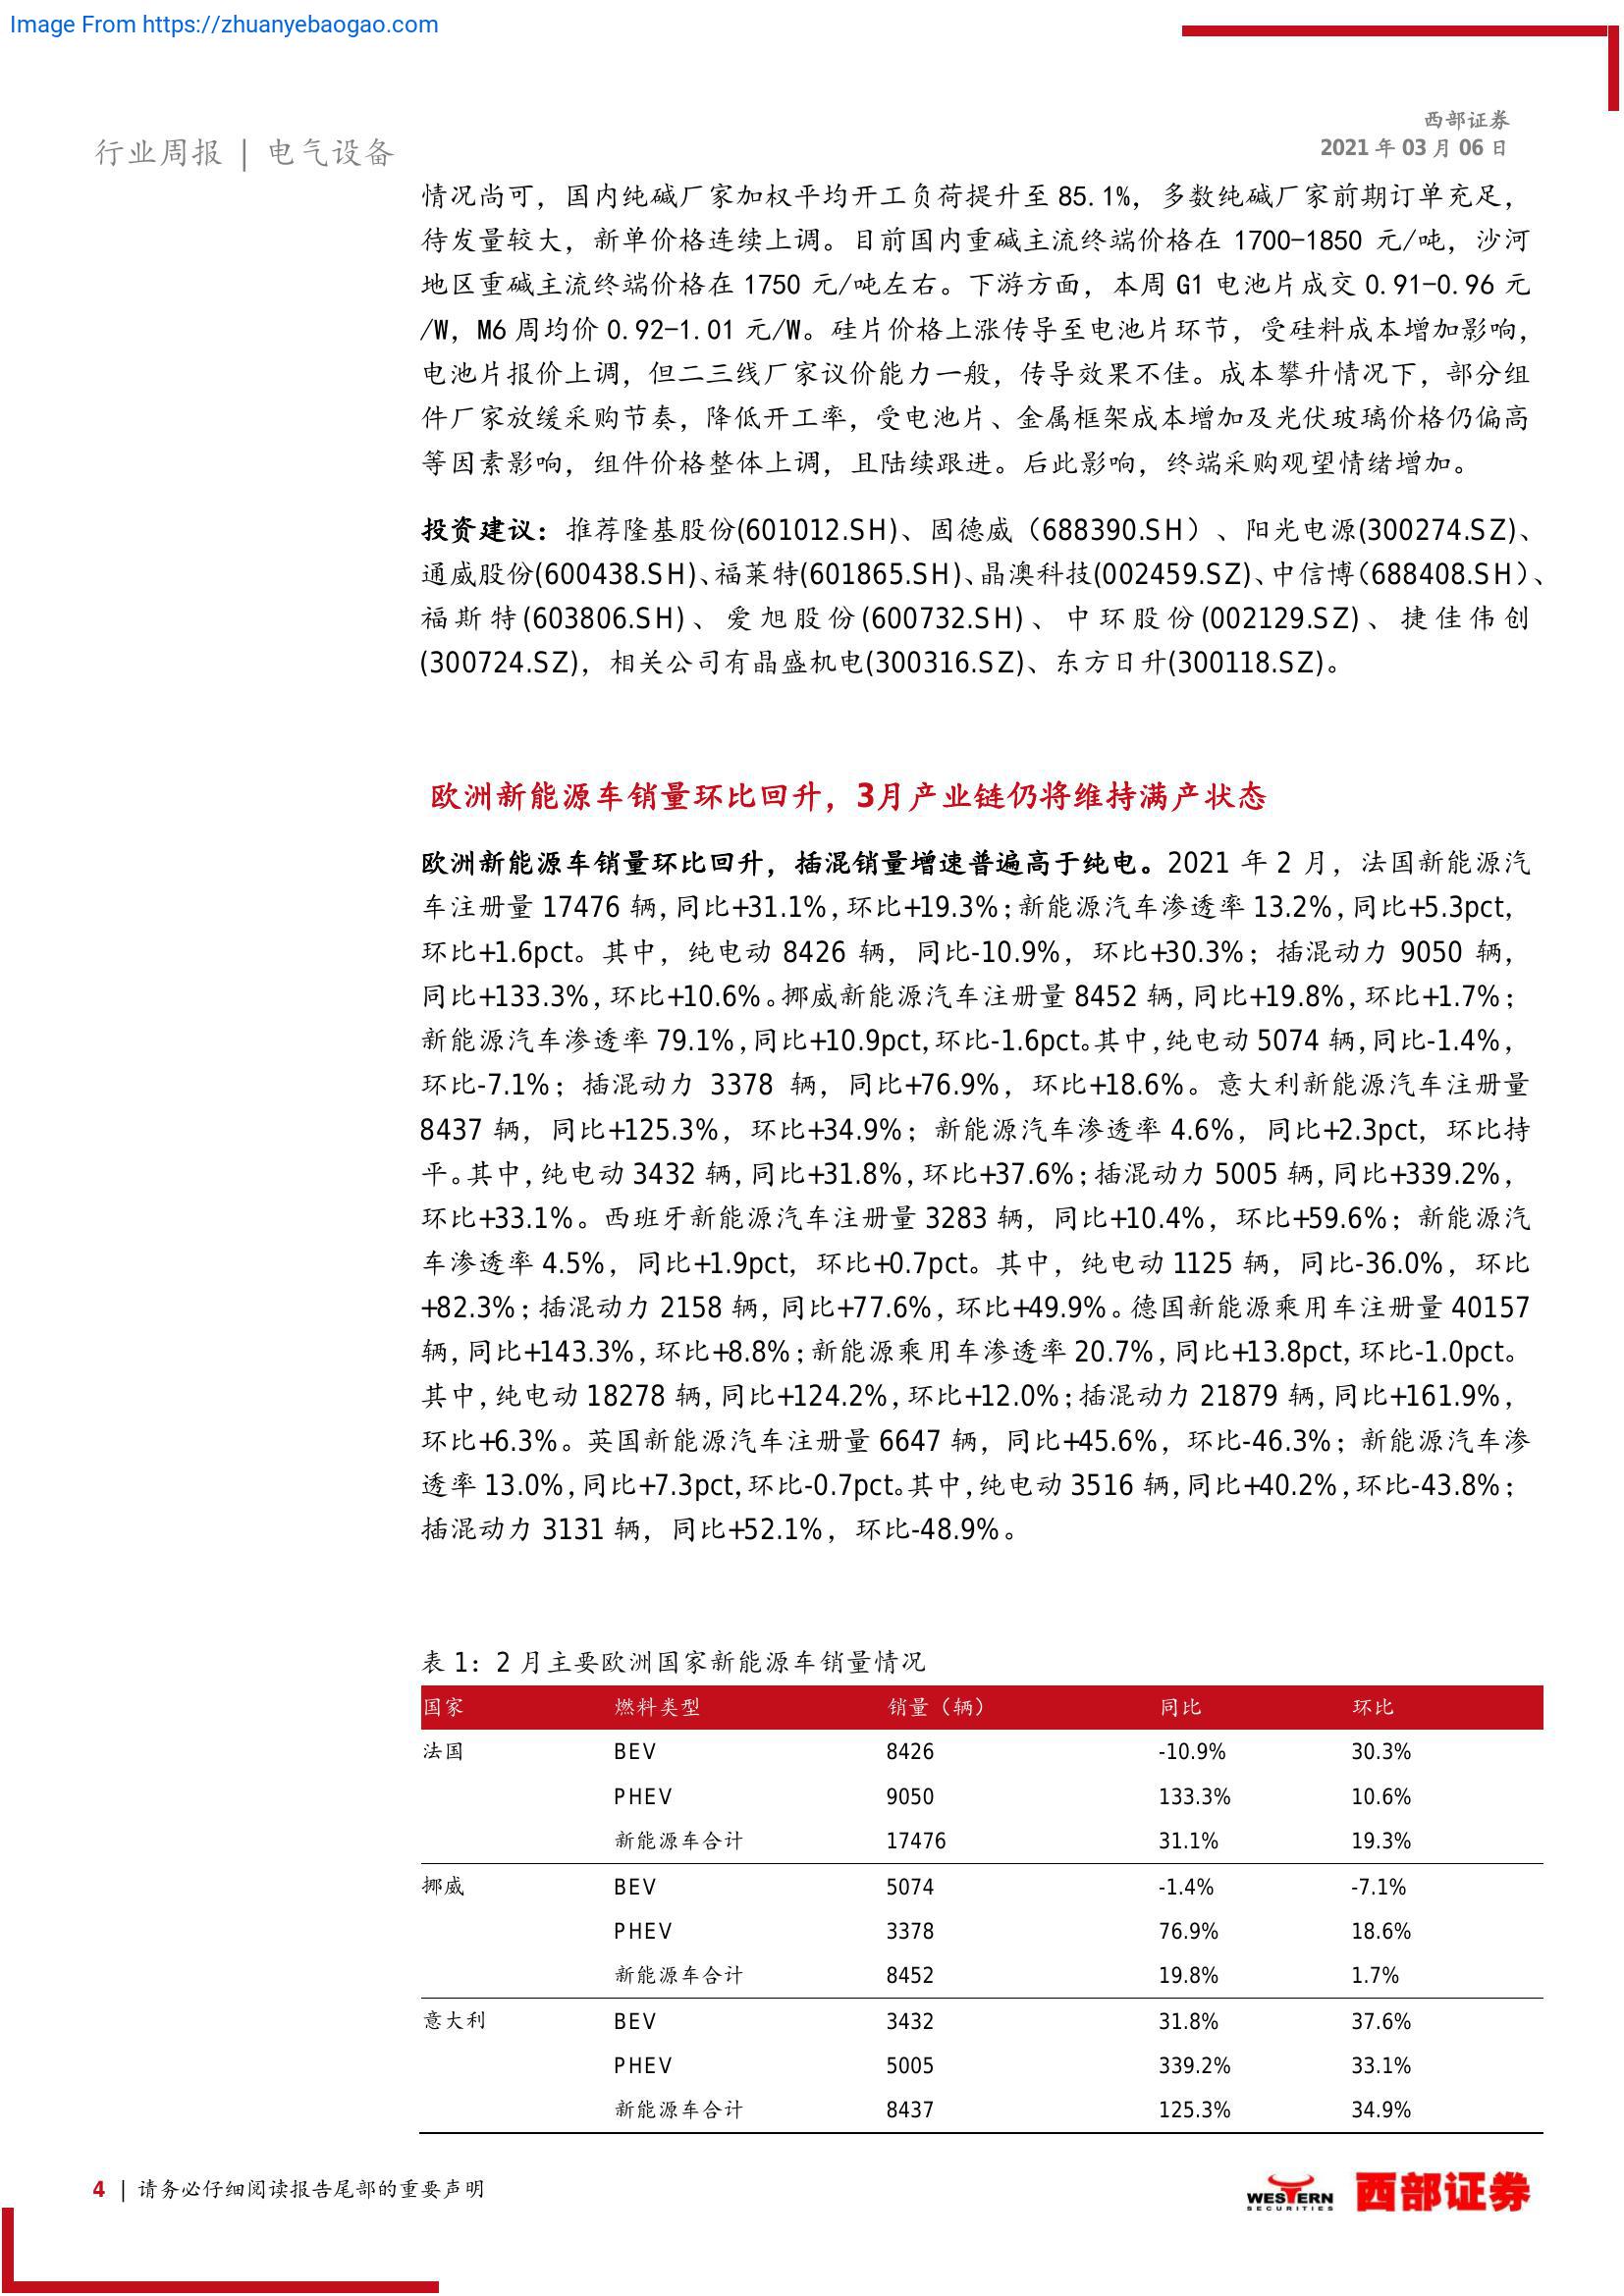 Image From https://zhuanyebaogao.com
西部证券
2021 年 03 月 06 日
行业周报 | 电气设备
情况尚可，国内纯碱厂家加权平均开工负荷提升至 85.1%，多数纯碱厂家前期订单充足，
待发量较大，新单价格连续上调。目前国内重碱主流终端价格在 1700-1850 元/吨，沙河
地区重碱主流终端价格在 1750 元/吨左右。下游方面，本周 G1 电池片成交 0.91-0.96 元
/W，M6 周均价 0.92-1.01 元/W。硅片价格上涨传导至电池片环节，受硅料成本增加影响，
电池片报价上调，但二三线厂家议价能力一般，传导效果不佳。成本攀升情况下，部分组
件厂家放缓采购节奏，降低开工率，受电池片、金属框架成本增加及光伏玻璃价格仍偏高
等因素影响，组件价格整体上调，且陆续跟进。后此影响，终端采购观望情绪增加。
投资建议：推荐隆基股份(601012.SH)、固德威（688390.SH）、阳光电源(300274.SZ)、
通威股份(600438.SH)、福莱特(601865.SH)、晶澳科技(002459.SZ)、中信博（688408.SH）、
福斯特(603806.SH)、爱旭股份(600732.SH)、中环股份(002129.SZ)、捷佳伟创
(300724.SZ)，相关公司有晶盛机电(300316.SZ)、东方日升(300118.SZ)。
欧洲新能源车销量环比回升，3月产业链仍将维持满产状态
欧洲新能源车销量环比回升，插混销量增速普遍高于纯电。2021 年 2 月，法国新能源汽
车注册量 17476 辆，同比+31.1%，环比+19.3%；新能源汽车渗透率 13.2%，同比+5.3pct，
环比+1.6pct。其中，纯电动 8426 辆，同比-10.9%，环比+30.3%；插混动力 9050 辆，
同比+133.3%，环比+10.6%。挪威新能源汽车注册量 8452 辆，同比+19.8%，环比+1.7%；
新能源汽车渗透率 79.1%，同比+10.9pct，环比-1.6pct。其中，纯电动 5074 辆，同比-1.4%，
环比-7.1%；插混动力 3378 辆，同比+76.9%，环比+18.6%。意大利新能源汽车注册量
8437 辆，同比+125.3%，环比+34.9%；新能源汽车渗透率 4.6%，同比+2.3pct，环比持
平。其中，纯电动 3432 辆，同比+31.8%，环比+37.6%；插混动力 5005 辆，同比+339.2%，
环比+33.1%。西班牙新能源汽车注册量 3283 辆，同比+10.4%，环比+59.6%；新能源汽
车渗透率 4.5%，同比+1.9pct，环比+0.7pct。其中，纯电动 1125 辆，同比-36.0%，环比
+82.3%；插混动力 2158 辆，同比+77.6%，环比+49.9%。德国新能源乘用车注册量 40157
辆，同比+143.3%，环比+8.8%；新能源乘用车渗透率 20.7%，同比+13.8pct，环比-1.0pct。
其中，纯电动 18278 辆，同比+124.2%，环比+12.0%；插混动力 21879 辆，同比+161.9%，
环比+6.3%。英国新能源汽车注册量 6647 辆，同比+45.6%，环比-46.3%；新能源汽车渗
透率 13.0%，同比+7.3pct，环比-0.7pct。其中，纯电动 3516 辆，同比+40.2%，环比-43.8%；
插混动力 3131 辆，同比+52.1%，环比-48.9%。
表 1：2 月主要欧洲国家新能源车销量情况
国家 燃料类型 销量（辆） 同比 环比
法国 BEV 8426 -10.9% 30.3%
PHEV 9050 133.3% 10.6%
新能源车合计 17476 31.1% 19.3%
挪威 BEV 5074 -1.4% -7.1%
PHEV 3378 76.9% 18.6%
新能源车合计 8452 19.8% 1.7%
意大利 BEV 3432 31.8% 37.6%
PHEV 5005 339.2% 33.1%
新能源车合计 8437 125.3% 34.9%
4 | 请务必仔细阅读报告尾部的重要声明
WESTERN
SECURITIES
西部证券